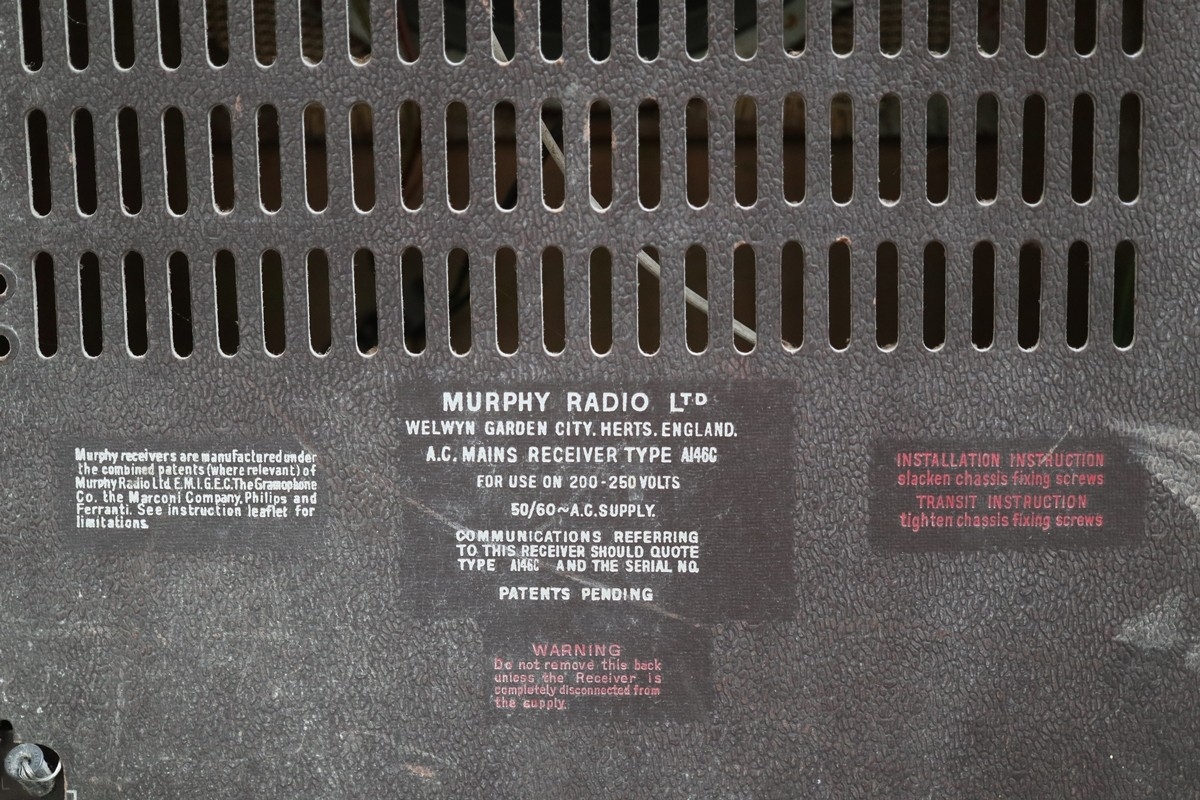 Murphy receivers are manufactured under
the combined patents (where relevant) of
Murphy Radio Ltd. E.M.I. G.E.C. The Gramophone
Co. the Marconi Company, Philips and
Ferranti. See instruction leaflet for
limitations.
MURPHY RADIO LTD
WELWYN GARDEN CITY. HERTS. ENGLAND.
A.C. MAINS RECEIVER TYPE A146C
FOR USE ON 200-250 VOLTS
50/60~A.C. SUPPLY.
COMMUNICATIONS REFERRING
TO THIS RECEIVER SHOULD QUOTE
TYPE A146C AND THE SERIAL NO.
PATENTS PENDING
WARNING
Do not remove this back
unless the Receiver is
completely disconnected from
the supply.
INSTALLATION INSTRUCTION
slacken chassis fixing screws
TRANSIT INSTRUCTION
tighten chassis fixing screws